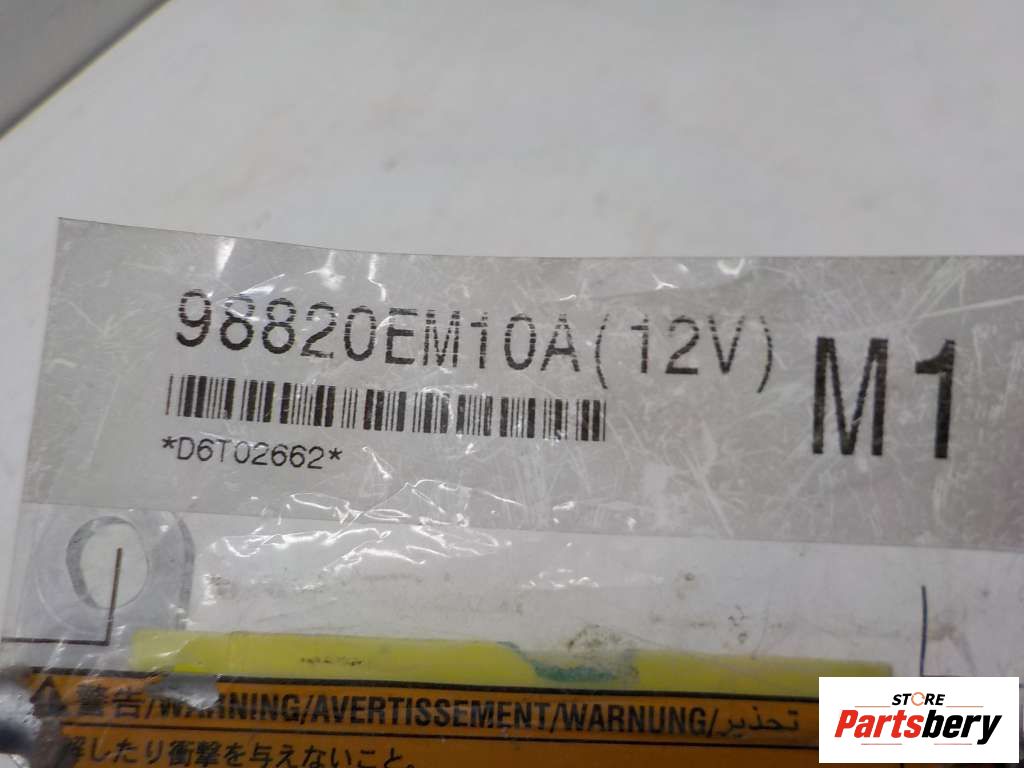 98820EM10A(12V)
M1
*D6T02662*
警告/WARNING/AVERTISSEMENT/WARNUNG/تحذير
解したり衝撃を与えないこと。
STORE
Partsbery